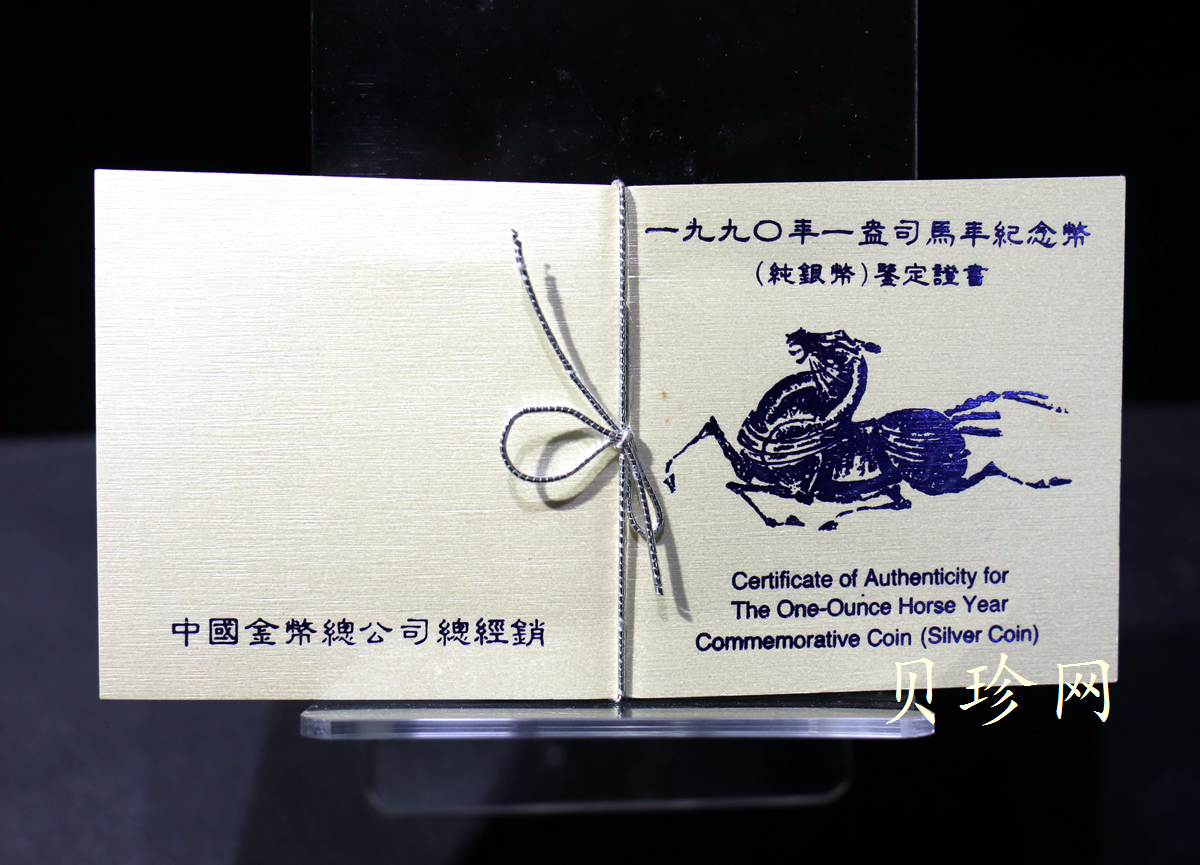 中國金幣總公司總經銷
一九九〇年一盎司馬年紀念幣
(純銀幣)鑒定證書
Certificate of Authenticity for
The One-Ounce Horse Year
Commemorative Coin (Silver Coin)
贝珍网